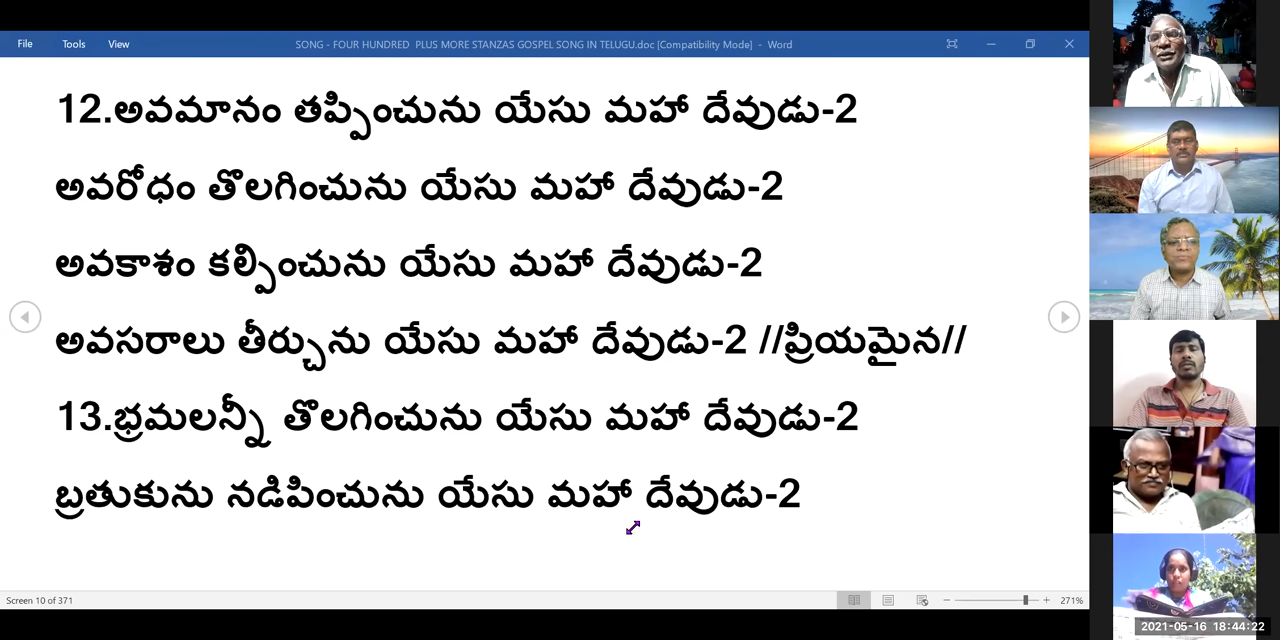 File Tools View SONG - FOUR HUNDRED  PLUS MORE STANZAS GOSPEL SONG IN TELUGU.doc [Compatibility Mode] - Word
12.అవమానం తప్పించును యేసు మహా దేవుడు-2
అవరోధం తొలగించును యేసు మహా దేవుడు-2
అవకాశం కల్పించును యేసు మహా దేవుడు-2
అవసరాలు తీర్చును యేసు మహా దేవుడు-2 //ప్రియమైన//
13.భ్రమలన్నీ తొలగించును యేసు మహా దేవుడు-2
బ్రతుకును నడిపించును యేసు మహా దేవుడు-2
Screen 10 of 371 271%
2021-05-16 18:44:22